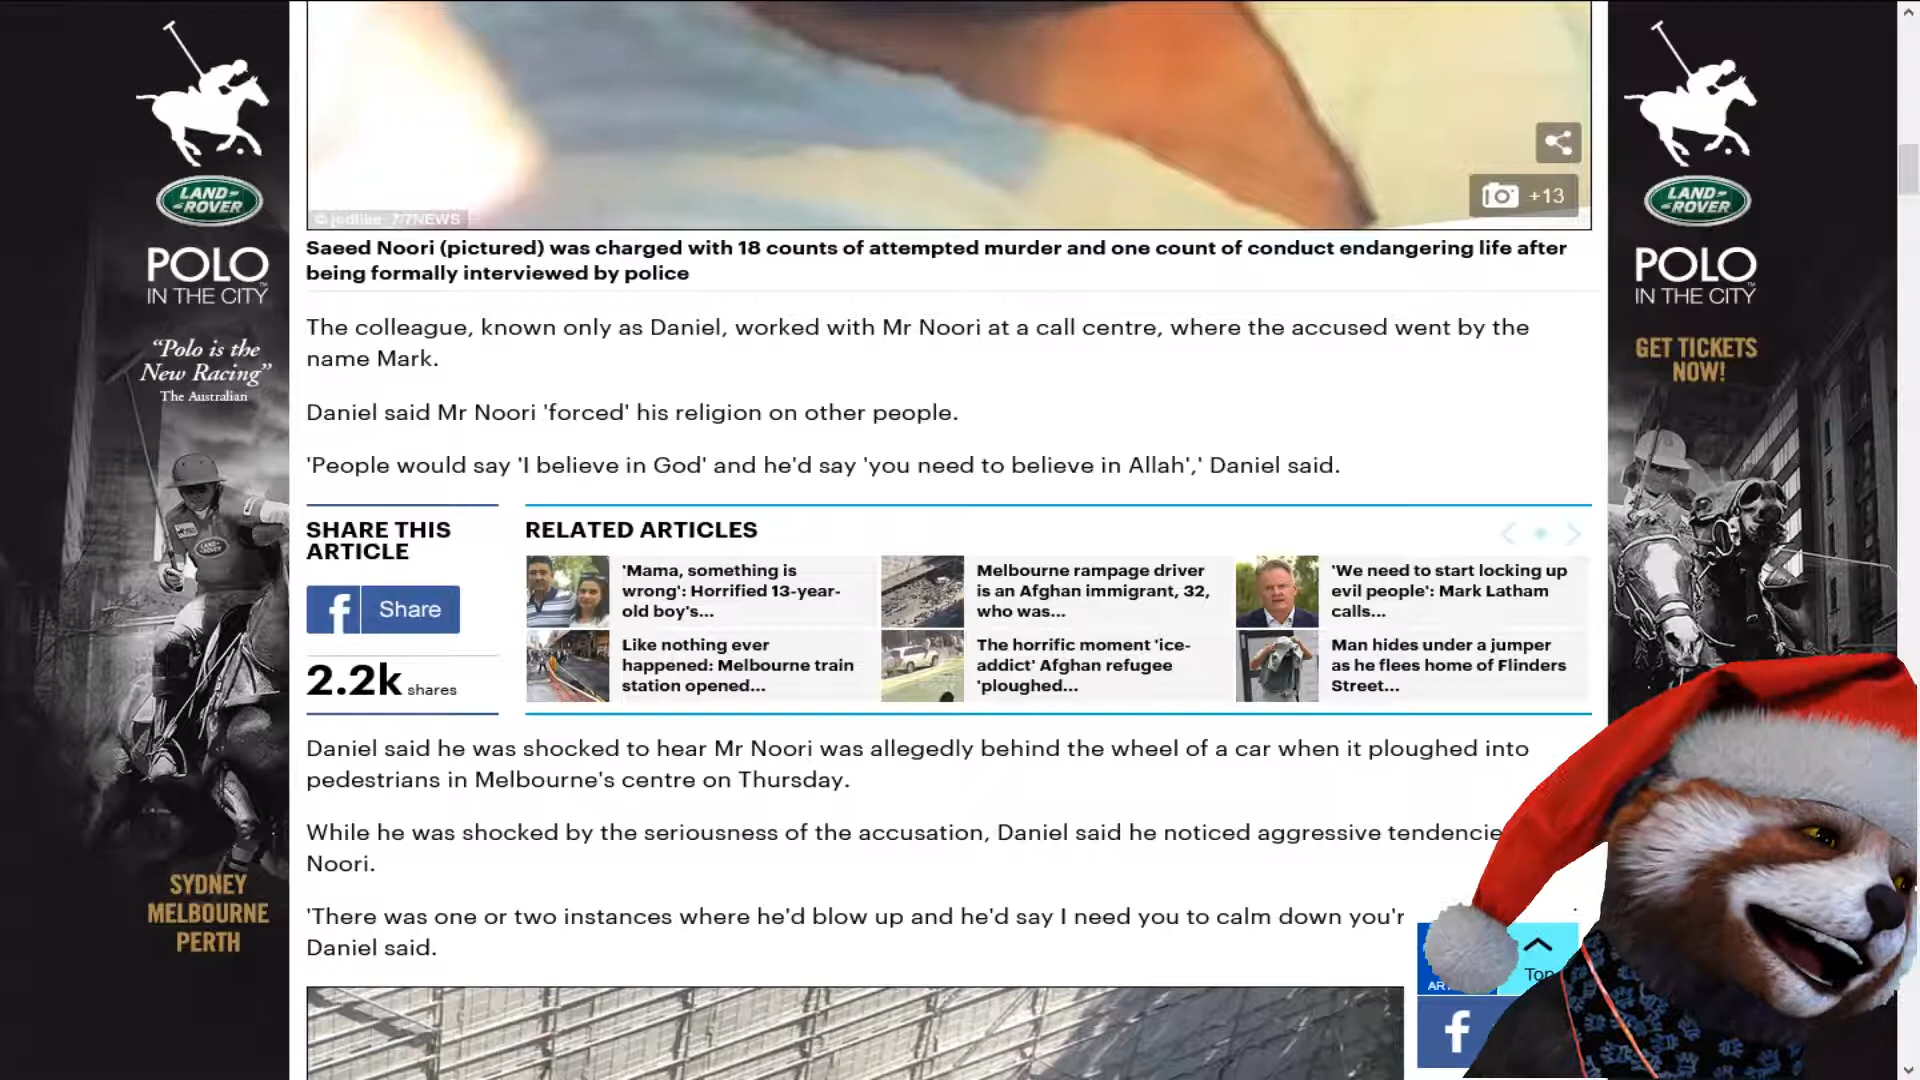 LAND-
ROVER
POLO
IN THE CITY
"Polo is the
New Racing"
The Australian
SYDNEY
MELBOURNE
PERTH
+13
Saeed Noori (pictured) was charged with 18 counts of attempted murder and one count of conduct endangering life after
being formally interviewed by police
The colleague, known only as Daniel, worked with Mr Noori at a call centre, where the accused went by the
name Mark.
Daniel said Mr Noori 'forced' his religion on other people.
'People would say 'I believe in God' and he'd say 'you need to believe in Allah',' Daniel said.
SHARE THIS
ARTICLE
f Share
2.2k shares
RELATED ARTICLES
'Mama, something is
wrong': Horrified 13-year-
old boy's...
Melbourne rampage driver
is an Afghan immigrant, 32,
who was...
'We need to start locking up
evil people': Mark Latham
calls...
Like nothing ever
happened: Melbourne train
station opened...
The horrific moment 'ice-
addict' Afghan refugee
'ploughed...
Man hides under a jumper
as he flees home of Flinders
Street...
Daniel said he was shocked to hear Mr Noori was allegedly behind the wheel of a car when it ploughed into
pedestrians in Melbourne's centre on Thursday.
While he was shocked by the seriousness of the accusation, Daniel said he noticed aggressive tendencie
Noori.
'There was one or two instances where he'd blow up and he'd say I need you to calm down you'r
Daniel said.
Top
f
LAND-
ROVER
POLO
IN THE CITY
GET TICKETS
NOW!